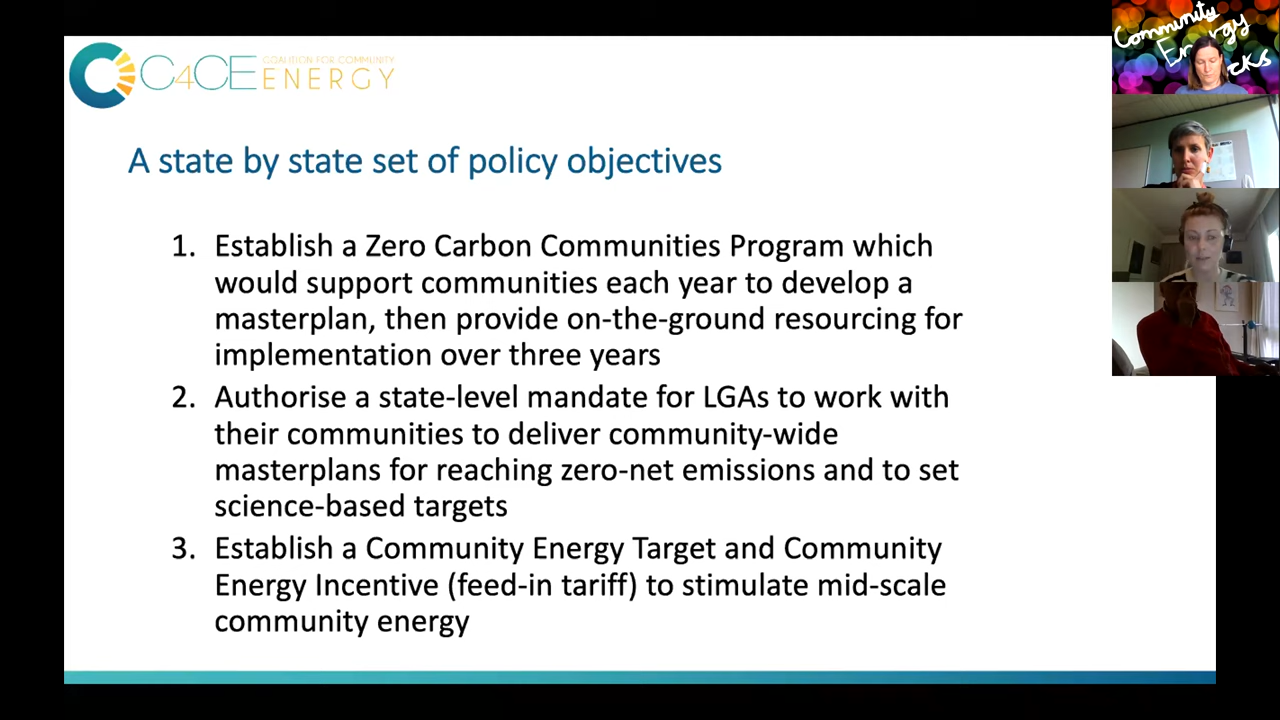 C4CE
COALITION FOR COMMUNITY
ENERGY
A state by state set of policy objectives
1. Establish a Zero Carbon Communities Program which
would support communities each year to develop a
masterplan, then provide on-the-ground resourcing for
implementation over three years
2. Authorise a state-level mandate for LGAs to work with
their communities to deliver community-wide
masterplans for reaching zero-net emissions and to set
science-based targets
3. Establish a Community Energy Target and Community
Energy Incentive (feed-in tariff) to stimulate mid-scale
community energy
Community